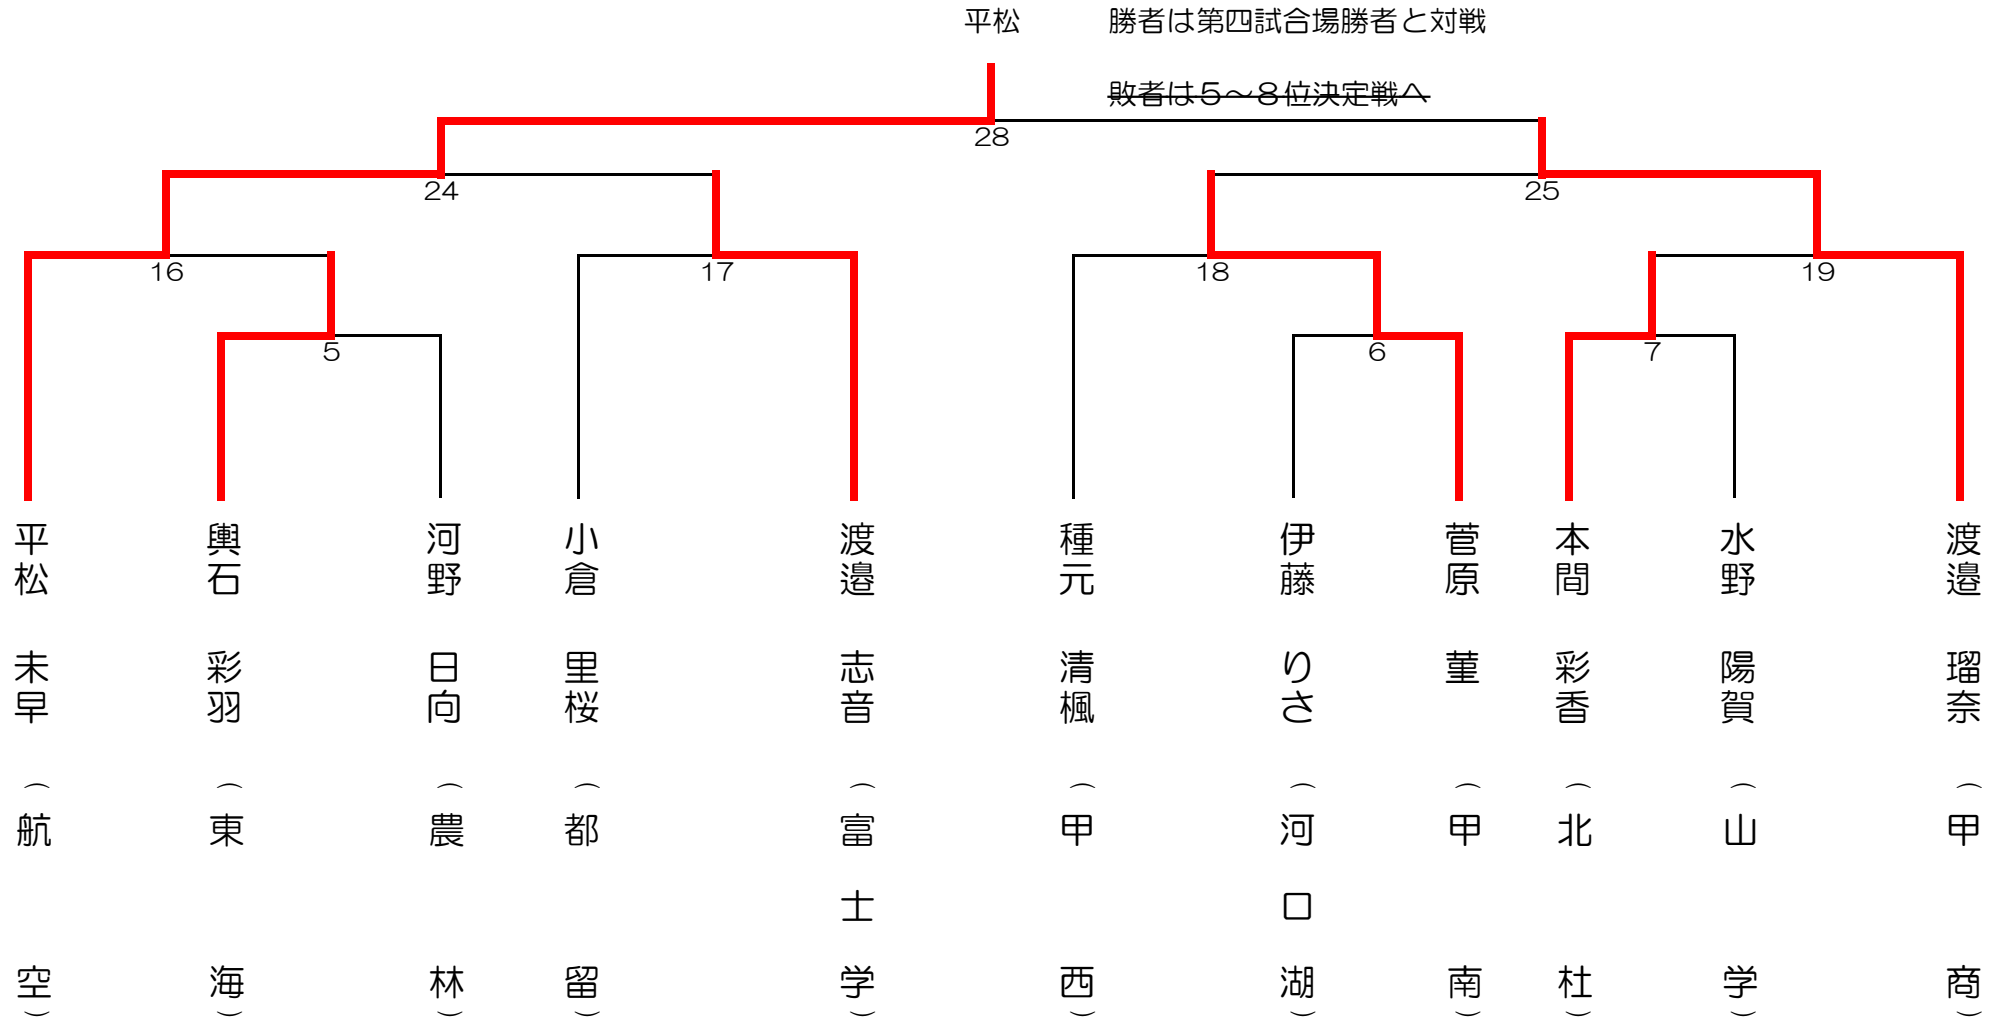 平松
勝者は第四試合場勝者と対戦
敗者は５～８位決定戦へ
28
24
25
16
17
18
19
5
6
7
平松 未早（航空）
輿石 彩羽（東海）
河野 日向（農林）
小倉 里桜（都留）
渡邉 志音（富士学）
種元 清楓（甲西）
伊藤 りさ（河口湖）
菅原 菫（甲南）
本間 彩香（北杜）
水野 陽賀（山学）
渡邉 瑠奈（甲商）